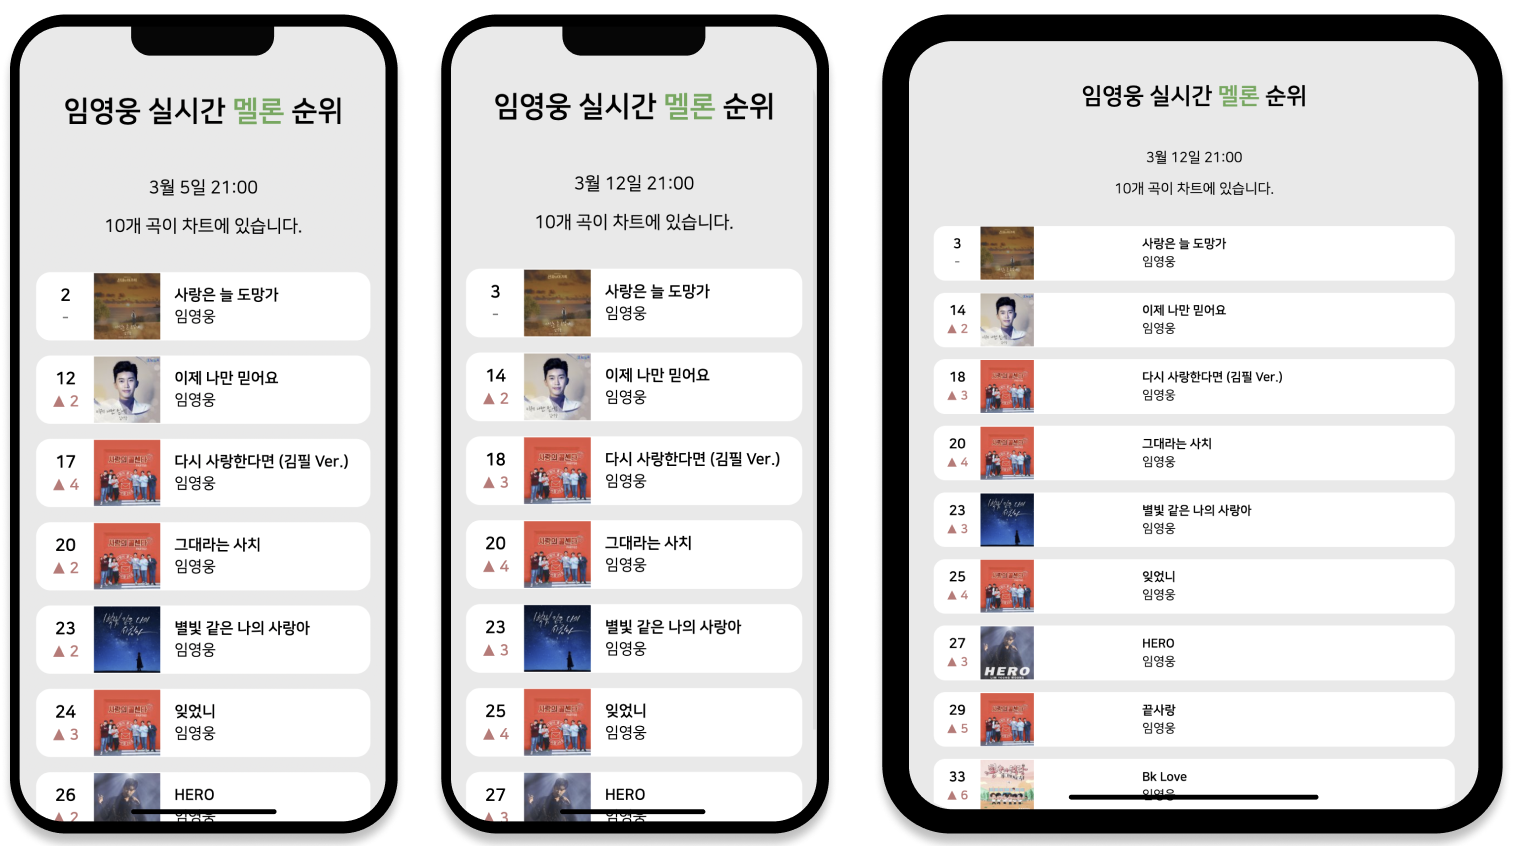 임영웅 실시간 멜론 순위
3월 5일 21:00
10개 곡이 차트에 있습니다.
2
-
사랑은 늘 도망가
임영웅
12
▲ 2
이제 나만 믿어요
임영웅
17
▲ 4
다시 사랑한다면 (김필 Ver.)
임영웅
20
▲ 2
그대라는 사치
임영웅
23
▲ 2
별빛 같은 나의 사랑아
임영웅
24
▲ 3
잊었니
임영웅
26
▲ 2
HERO
임영웅
임영웅 실시간 멜론 순위
3월 12일 21:00
10개 곡이 차트에 있습니다.
3
-
사랑은 늘 도망가
임영웅
14
▲ 2
이제 나만 믿어요
임영웅
18
▲ 3
다시 사랑한다면 (김필 Ver.)
임영웅
20
▲ 4
그대라는 사치
임영웅
23
▲ 3
별빛 같은 나의 사랑아
임영웅
25
▲ 4
잊었니
임영웅
27
▲ 3
HERO
임영웅
임영웅 실시간 멜론 순위
3월 12일 21:00
10개 곡이 차트에 있습니다.
3
-
사랑은 늘 도망가
임영웅
14
▲ 2
이제 나만 믿어요
임영웅
18
▲ 3
다시 사랑한다면 (김필 Ver.)
임영웅
20
▲ 4
그대라는 사치
임영웅
23
▲ 3
별빛 같은 나의 사랑아
임영웅
25
▲ 4
잊었니
임영웅
27
▲ 3
HERO
HERO
임영웅
29
▲ 5
끝사랑
임영웅
33
▲ 6
Bk Love
임영웅